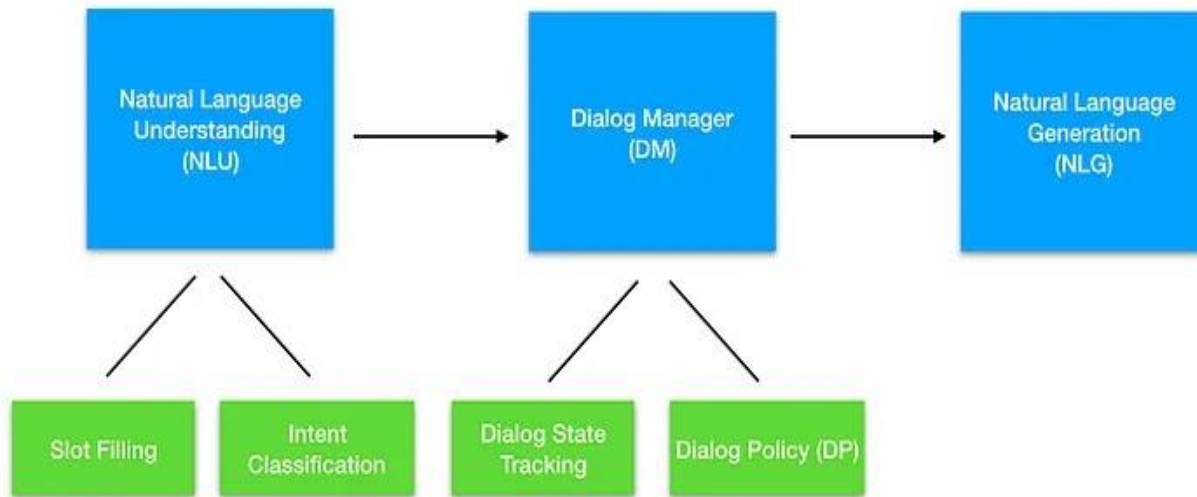 Natural Language
Understanding
(NLU)
Dialog Manager
(DM)
Natural Language
Generation
(NLG)
Slot Filling
Intent
Classification
Dialog State
Tracking
Dialog Policy (DP)